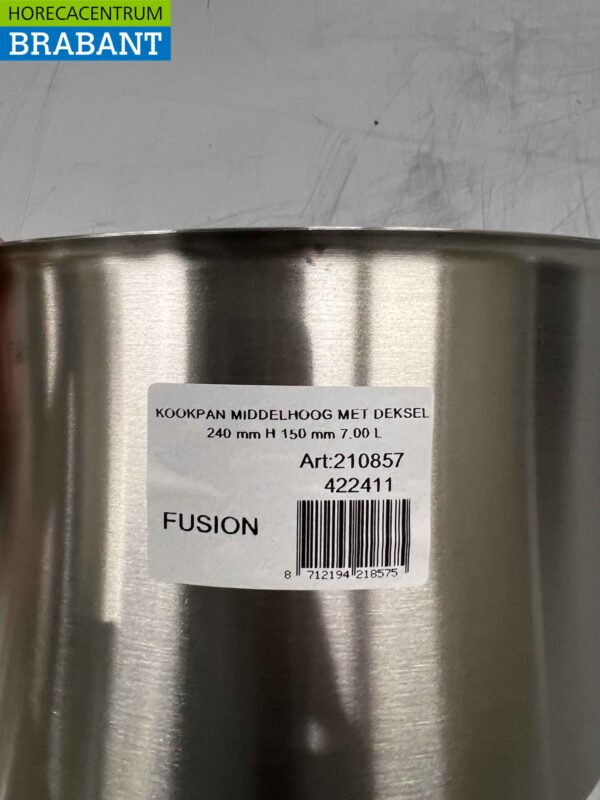 HORECACENTRUM
BRABANT
KOOKPAN MIDDELHOOG MET DEKSEL
240 mm H 150 mm 7.00 L
Art:210857
422411
FUSION
8 712194 218575